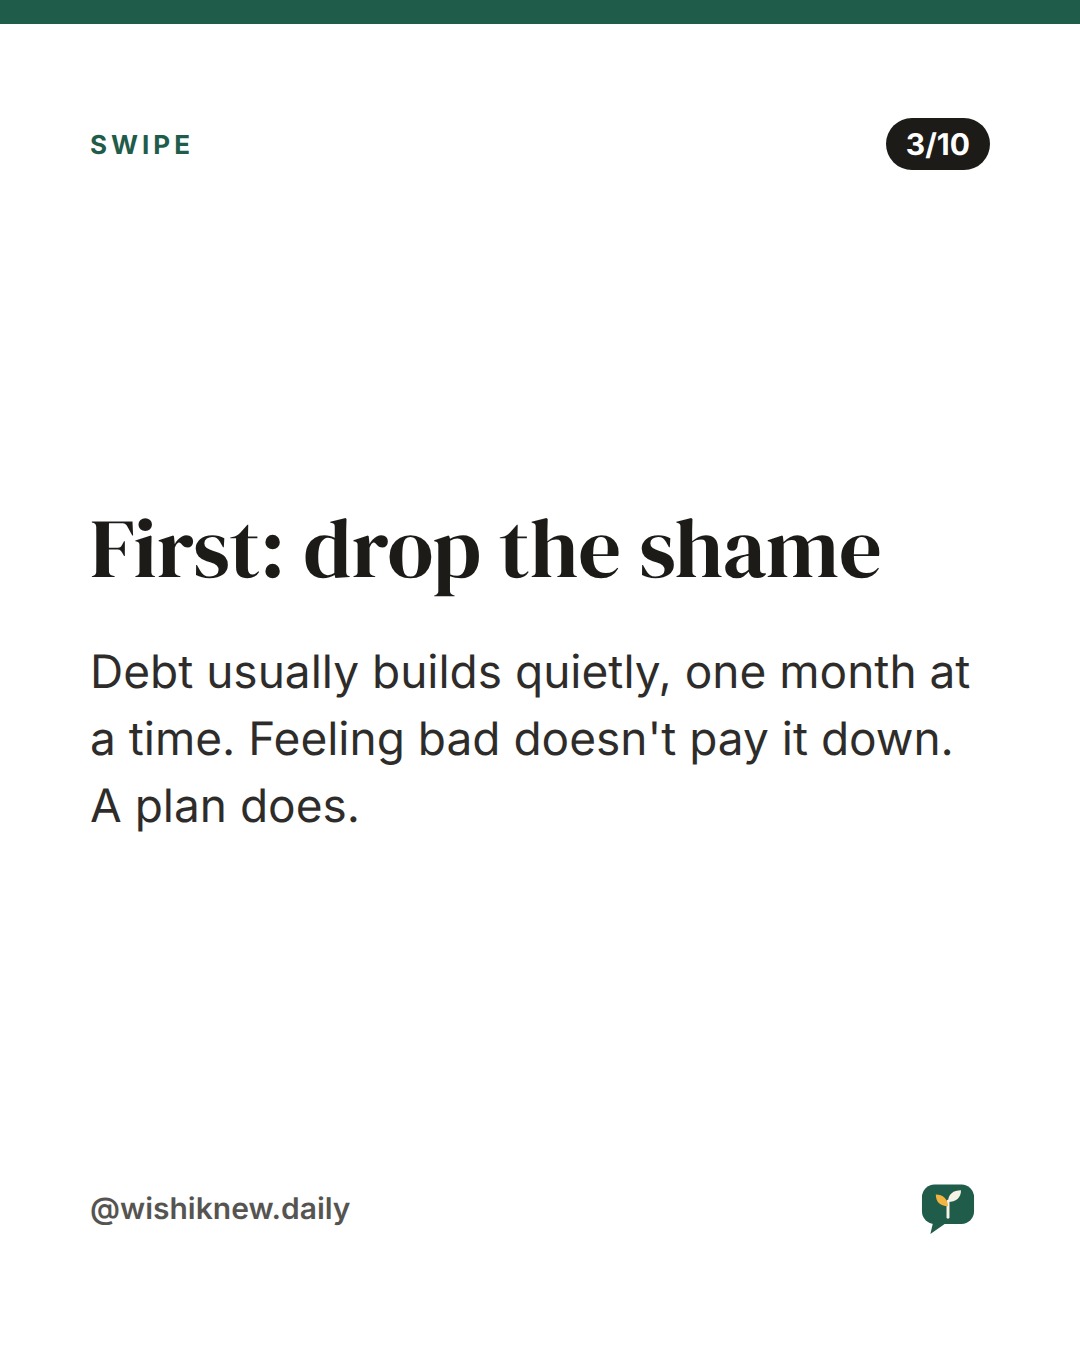 SWIPE
3/10
First: drop the shame
Debt usually builds quietly, one month at
a time. Feeling bad doesn't pay it down.
A plan does.
@wishiknew.daily